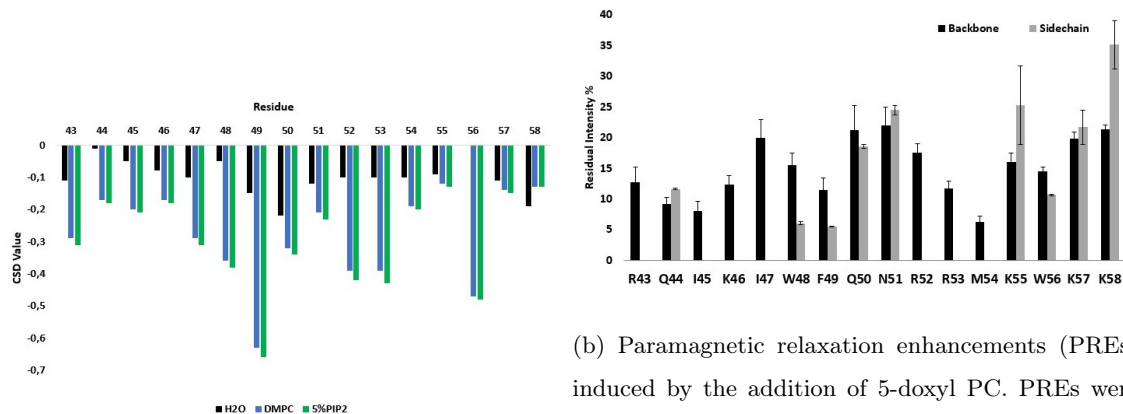 Residue
43 44 45 46 47 48 49 50 51 52 53 54 55 56 57 58
0
-0,1
-0,2
-0,3
-0,4
-0,5
-0,6
-0,7
CSD Value
H2O DMPC 5%PIP2
40
35
30
25
20
15
10
5
0
Residual Intensity %
Backbone Sidechain
R43 Q44 I45 K46 I47 W48 F49 Q50 N51 R52 R53 M54 K55 W56 K57 K58
(b) Paramagnetic relaxation enhancements (PREs
induced by the addition of 5-doxyl PC. PREs were